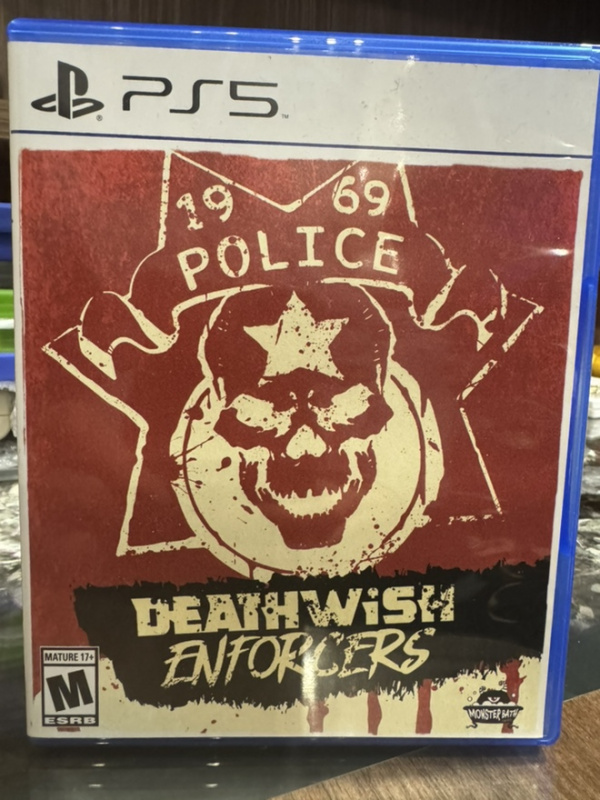 PS5
19 69
POLICE
DEATHWISH
ENFORCERS
MATURE 17+
M
ESRB
MONSTER BATH